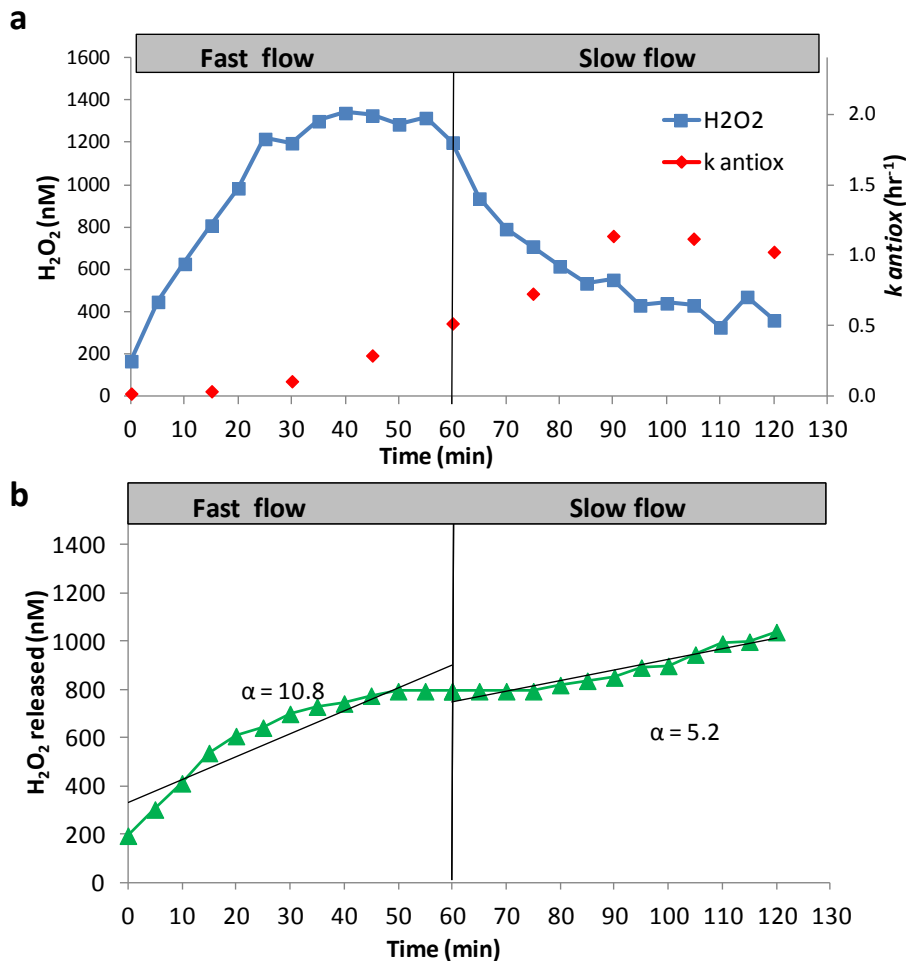 a
Fast flow Slow flow
1600
1400
1200
1000
800
600
400
200
0
H₂O₂ (nM)
2.0
1.5
1.0
0.5
0.0
k antiox (hr⁻¹)
H2O2
k antiox
0 10 20 30 40 50 60 70 80 90 100 110 120 130
Time (min)
b
Fast flow Slow flow
1400
1200
1000
800
600
400
200
0
H₂O₂ released (nM)
α = 10.8
α = 5.2
0 10 20 30 40 50 60 70 80 90 100 110 120 130
Time (min)